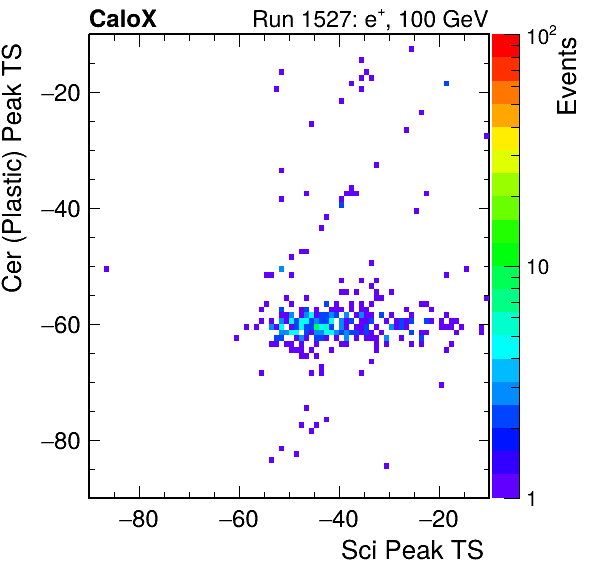 CaloX Run 1527: e⁺, 100 GeV
Cer (Plastic) Peak TS
−20
−40
−60
−80
−80 −60 −40 −20
Sci Peak TS
10²
10
1
Events